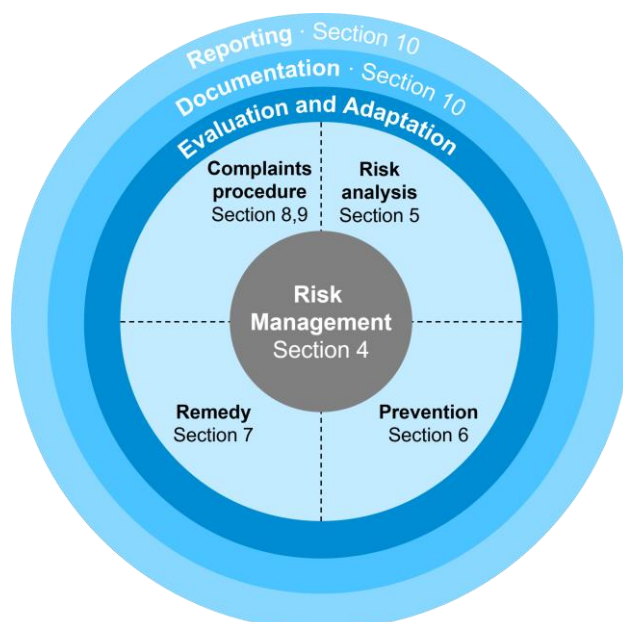 Reporting · Section 10
Documentation · Section 10
Evaluation and Adaptation
Complaints
procedure
Section 8,9
Risk
analysis
Section 5
Risk
Management
Section 4
Remedy
Section 7
Prevention
Section 6